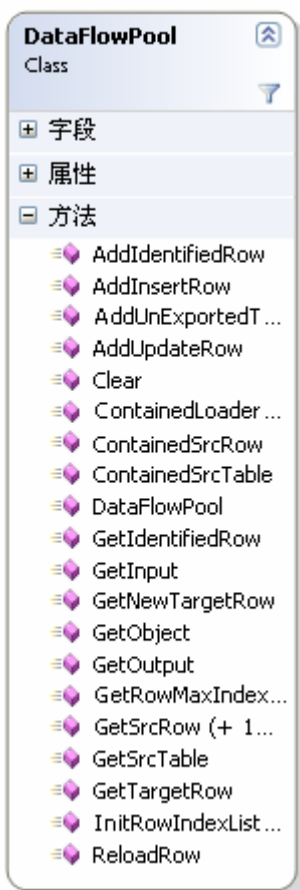 DataFlowPool
Class
字段
属性
方法
AddIdentifiedRow
AddInsertRow
AddUnExportedT...
AddUpdateRow
Clear
ContainedLoader...
ContainedSrcRow
ContainedSrcTable
DataFlowPool
GetIdentifiedRow
GetInput
GetNewTargetRow
GetObject
GetOutput
GetRowMaxIndex...
GetSrcRow (+ 1...
GetSrcTable
GetTargetRow
InitRowIndexList...
ReloadRow